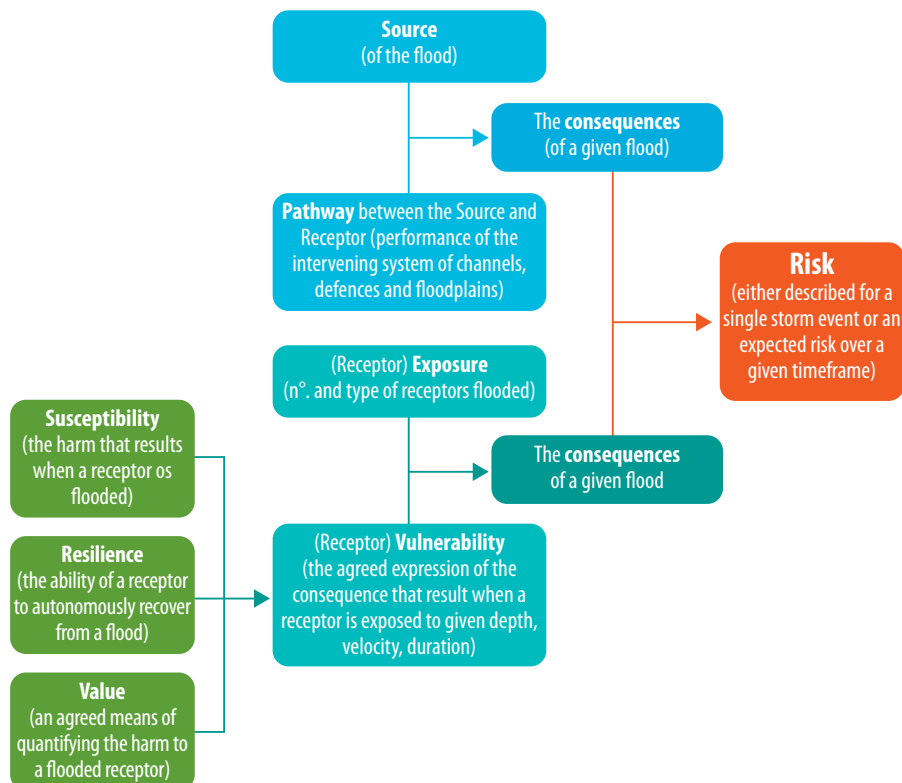 Source
(of the flood)
The consequences
(of a given flood)
Pathway between the Source and
Receptor (performance of the
intervening system of channels,
defences and floodplains)
Risk
(either described for a
single storm event or an
expected risk over a
given timeframe)
(Receptor) Exposure
(n°. and type of receptors flooded)
Susceptibility
(the harm that results
when a receptor os
flooded)
The consequences
of a given flood
Resilience
(the ability of a receptor
to autonomously recover
from a flood)
(Receptor) Vulnerability
(the agreed expression of the
consequence that result when a
receptor is exposed to given depth,
velocity, duration)
Value
(an agreed means of
quantifying the harm to
a flooded receptor)